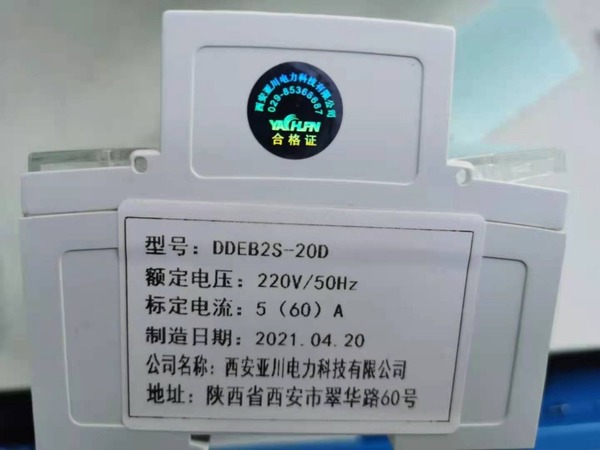 西安亚川电力科技有限公司
029-85368687
YACHUAN
合格证
型号：DDEB2S-20D
额定电压：220V/50Hz
标定电流：5（60）A
制造日期：2021.04.20
公司名称：西安亚川电力科技有限公司
地址：陕西省西安市翠华路60号